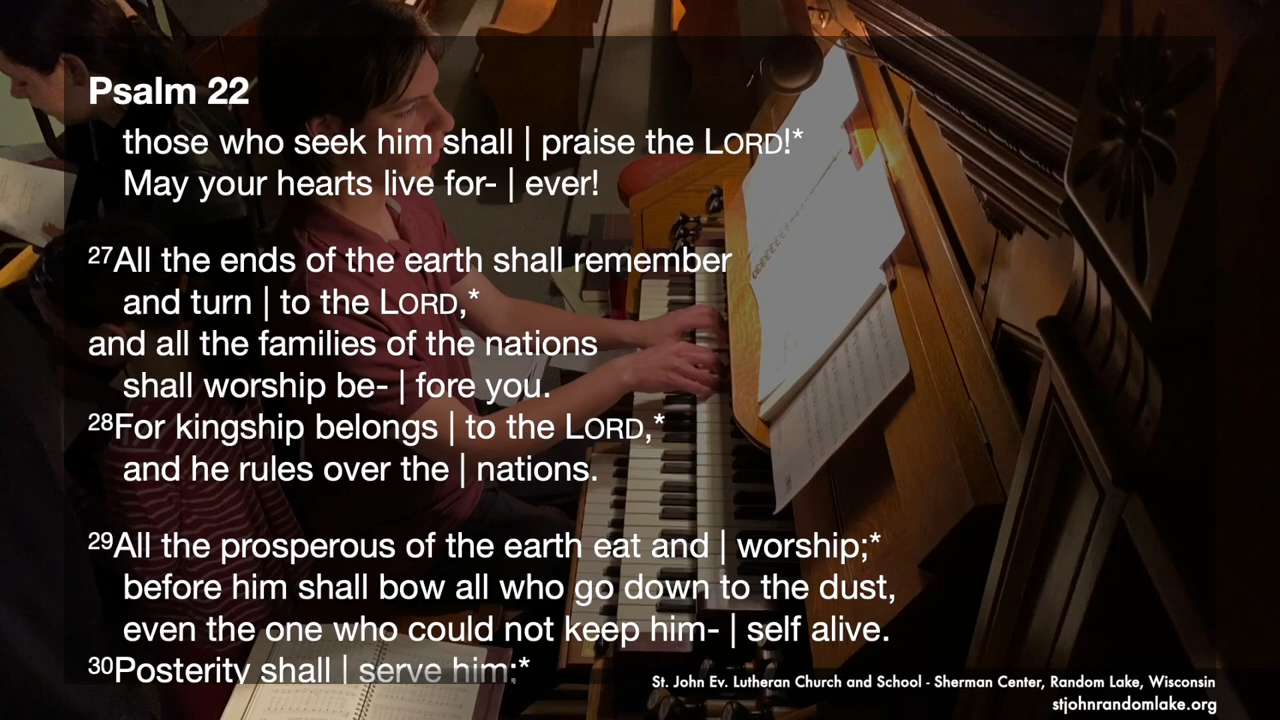 Psalm 22
those who seek him shall | praise the LORD!*
May your hearts live for- | ever!
27All the ends of the earth shall remember
and turn | to the LORD,*
and all the families of the nations
shall worship be- | fore you.
28For kingship belongs | to the LORD,*
and he rules over the | nations.
29All the prosperous of the earth eat and | worship;*
before him shall bow all who go down to the dust,
even the one who could not keep him- | self alive.
30Posterity shall | serve him;*
St. John Ev. Lutheran Church and School - Sherman Center, Random Lake, Wisconsin
stjohnrandomlake.org